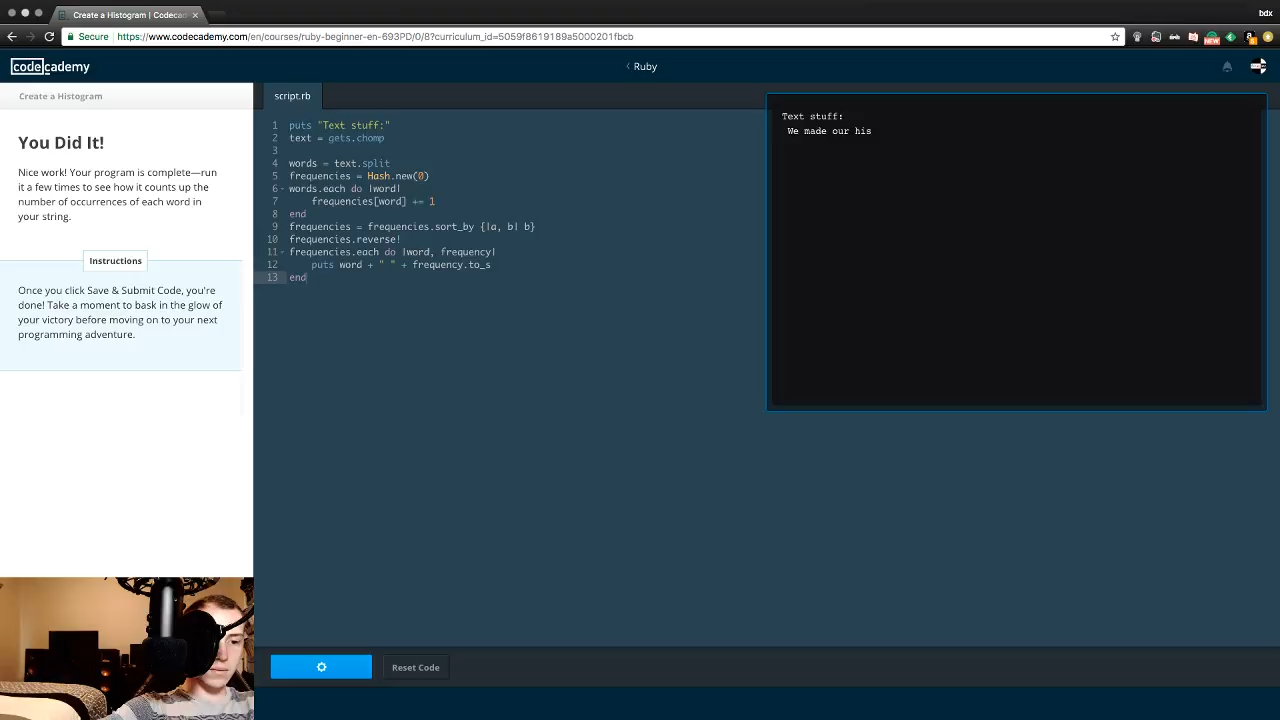 Create a Histogram | Codecad
bdx
Secure
https://www.codecademy.com/en/courses/ruby-beginner-en-693PD/0/8?curriculum_id=5059f8619189a5000201fbcb
NEW
codecademy
Ruby
Create a Histogram
You Did It!
Nice work! Your program is complete—run
it a few times to see how it counts up the
number of occurrences of each word in
your string.
Instructions
Once you click Save & Submit Code, you're
done! Take a moment to bask in the glow of
your victory before moving on to your next
programming adventure.
script.rb
1 puts "Text stuff:"
2 text = gets.chomp
3
4 words = text.split
5 frequencies = Hash.new(0)
6 words.each do |word|
7 frequencies[word] += 1
8 end
9 frequencies = frequencies.sort_by {|a, b| b}
10 frequencies.reverse!
11 frequencies.each do |word, frequency|
12 puts word + " " + frequency.to_s
13 end
Text stuff:
We made our his
Reset Code